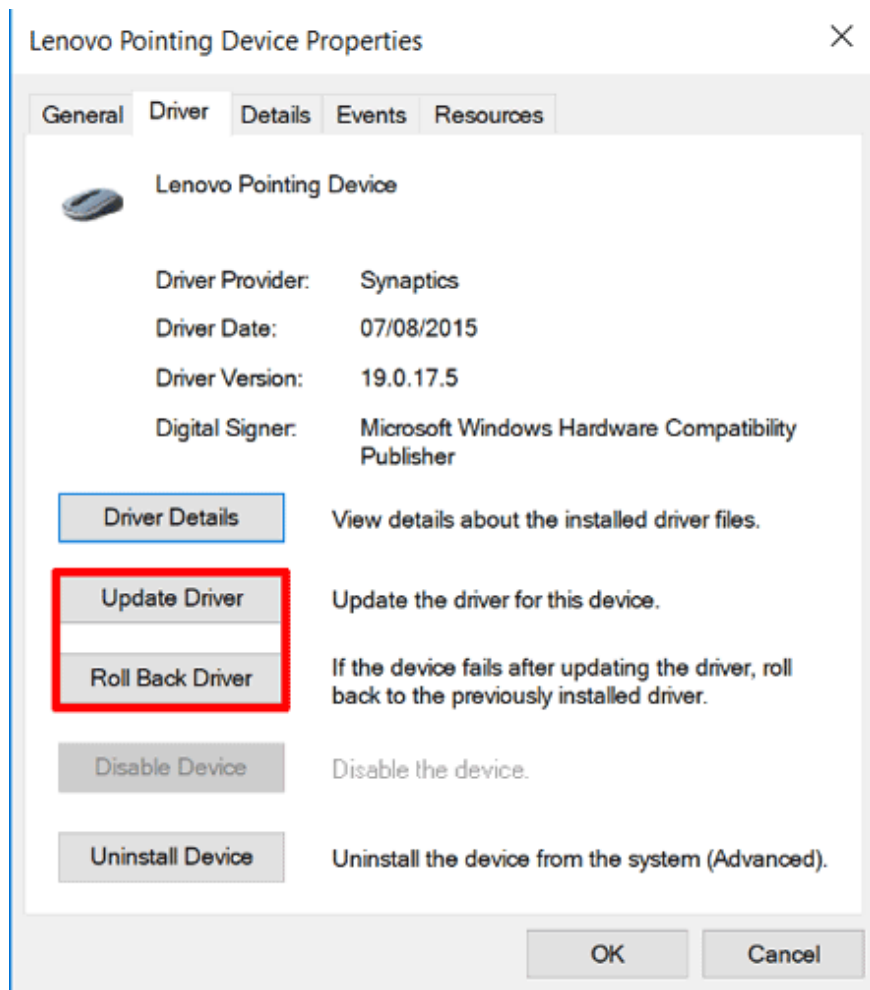 Lenovo Pointing Device Properties
General Driver Details Events Resources
Lenovo Pointing Device
Driver Provider: Synaptics
Driver Date: 07/08/2015
Driver Version: 19.0.17.5
Digital Signer: Microsoft Windows Hardware Compatibility
Publisher
Driver Details View details about the installed driver files.
Update Driver Update the driver for this device.
Roll Back Driver If the device fails after updating the driver, roll
back to the previously installed driver.
Disable Device Disable the device.
Uninstall Device Uninstall the device from the system (Advanced).
OK Cancel